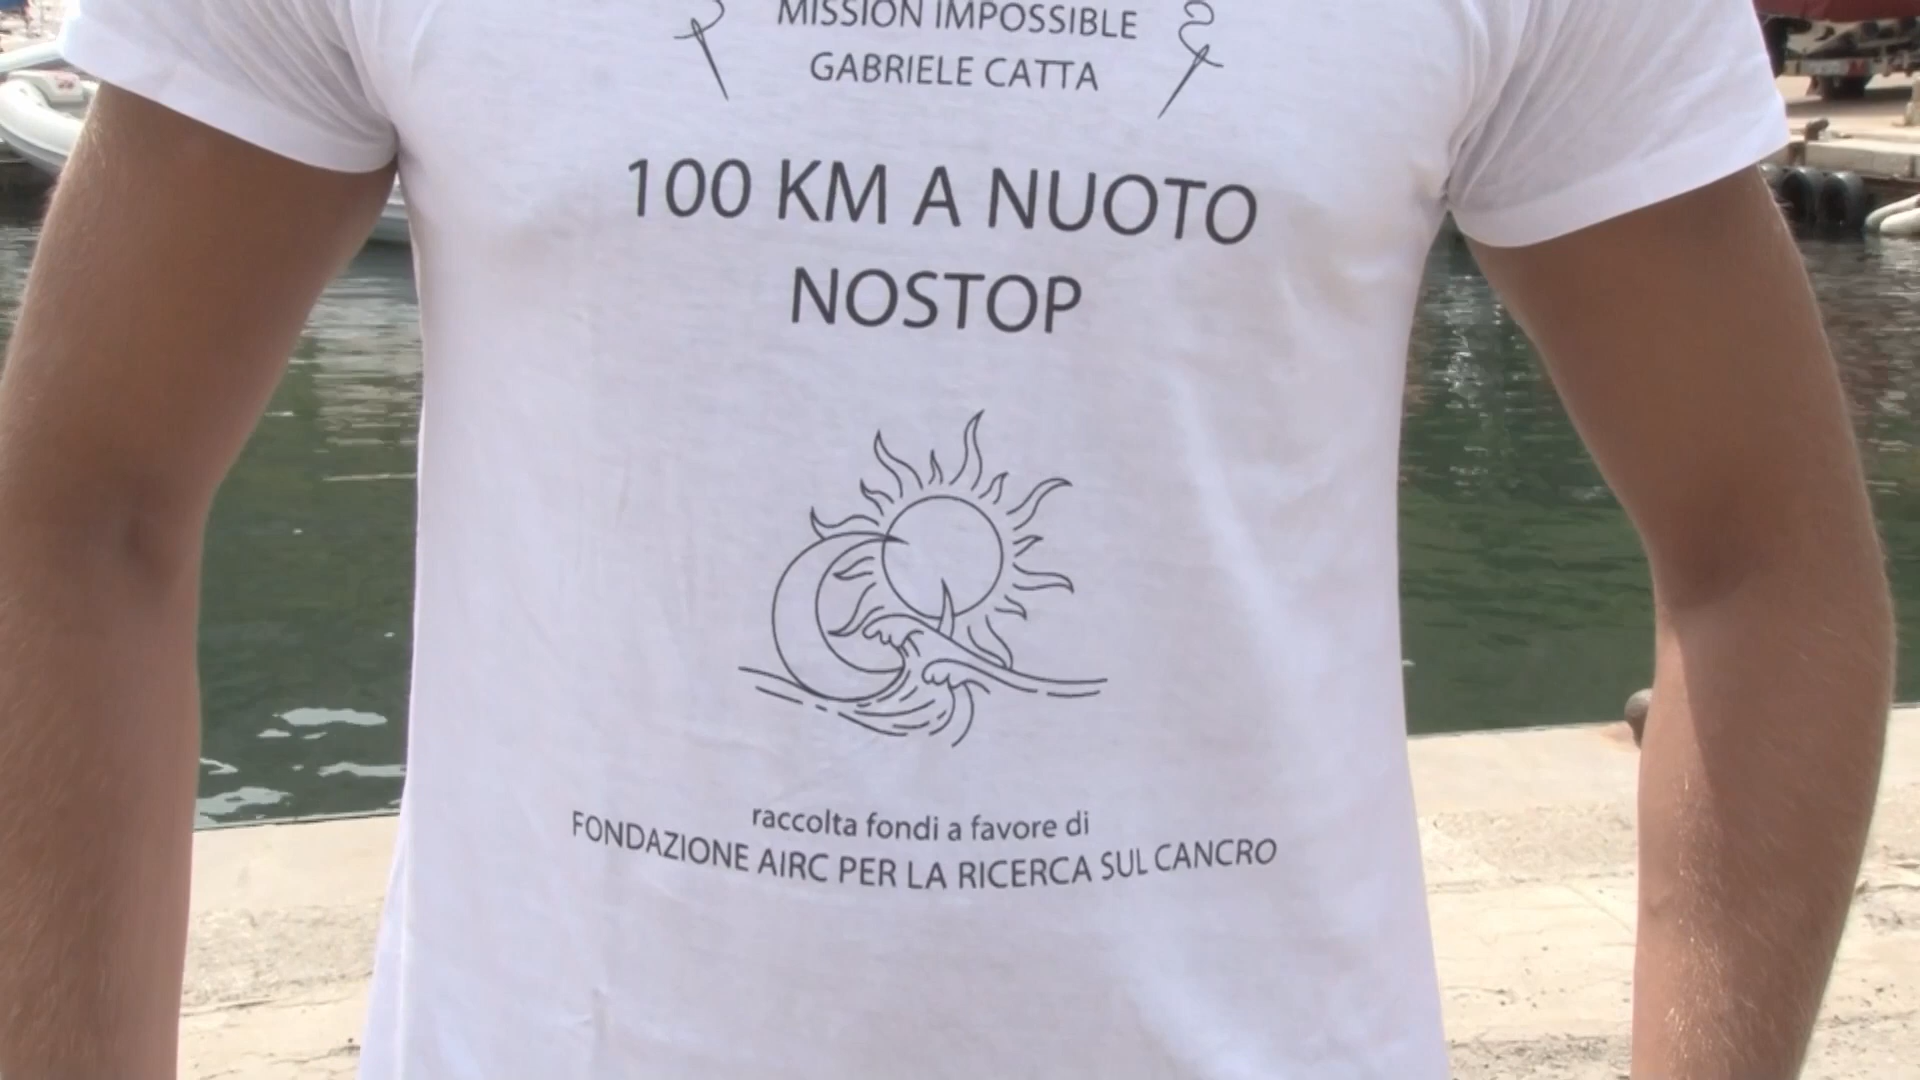 MISSION IMPOSSIBLE
GABRIELE CATTA
100 KM A NUOTO
NOSTOP
raccolta fondi a favore di
FONDAZIONE AIRC PER LA RICERCA SUL CANCRO